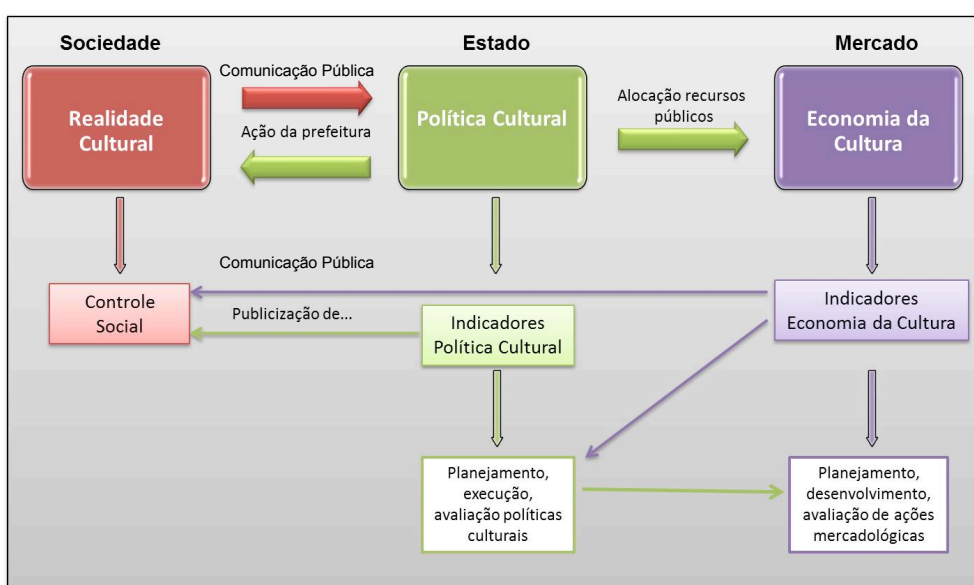 Sociedade
Estado
Mercado
Realidade
Cultural
Comunicação Pública
Ação da prefeitura
Política Cultural
Alocação recursos
públicos
Economia da
Cultura
Comunicação Pública
Controle
Social
Publicização de...
Indicadores
Política Cultural
Indicadores
Economia da Cultura
Planejamento,
execução,
avaliação políticas
culturais
Planejamento,
desenvolvimento,
avaliação de ações
mercadológicas